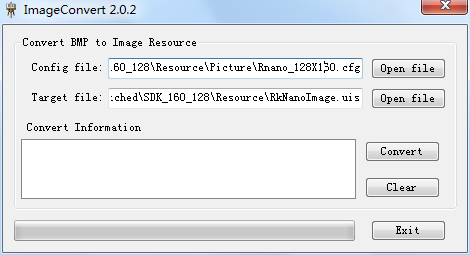 ImageConvert 2.0.2
Convert BMP to Image Resource
Config file: .60_128\Resource\Picture\Rnano_128X150.cfg Open file
Target file: ched\SDK_160_128\Resource\RkNanoImage.uis Open file
Convert Information
Convert
Clear
Exit